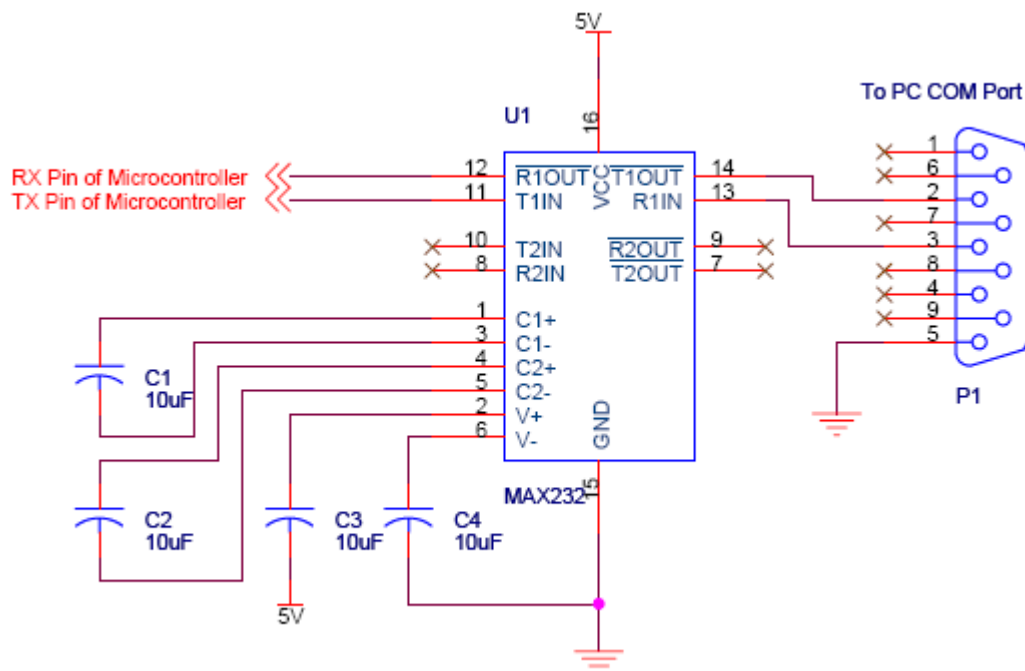 5V
To PC COM Port
U1
16
1
6
2
7
3
8
4
9
5
P1
RX Pin of Microcontroller
TX Pin of Microcontroller
12 R1OUT VCC T1OUT 14
11 T1IN R1IN 13
10 T2IN R2OUT 9
8 R2IN T2OUT 7
1 C1+
3 C1-
4 C2+
5 C2-
2 V+
6 V-
GND
15
MAX232
C1
10uF
C2
10uF
C3
10uF
C4
10uF
5V